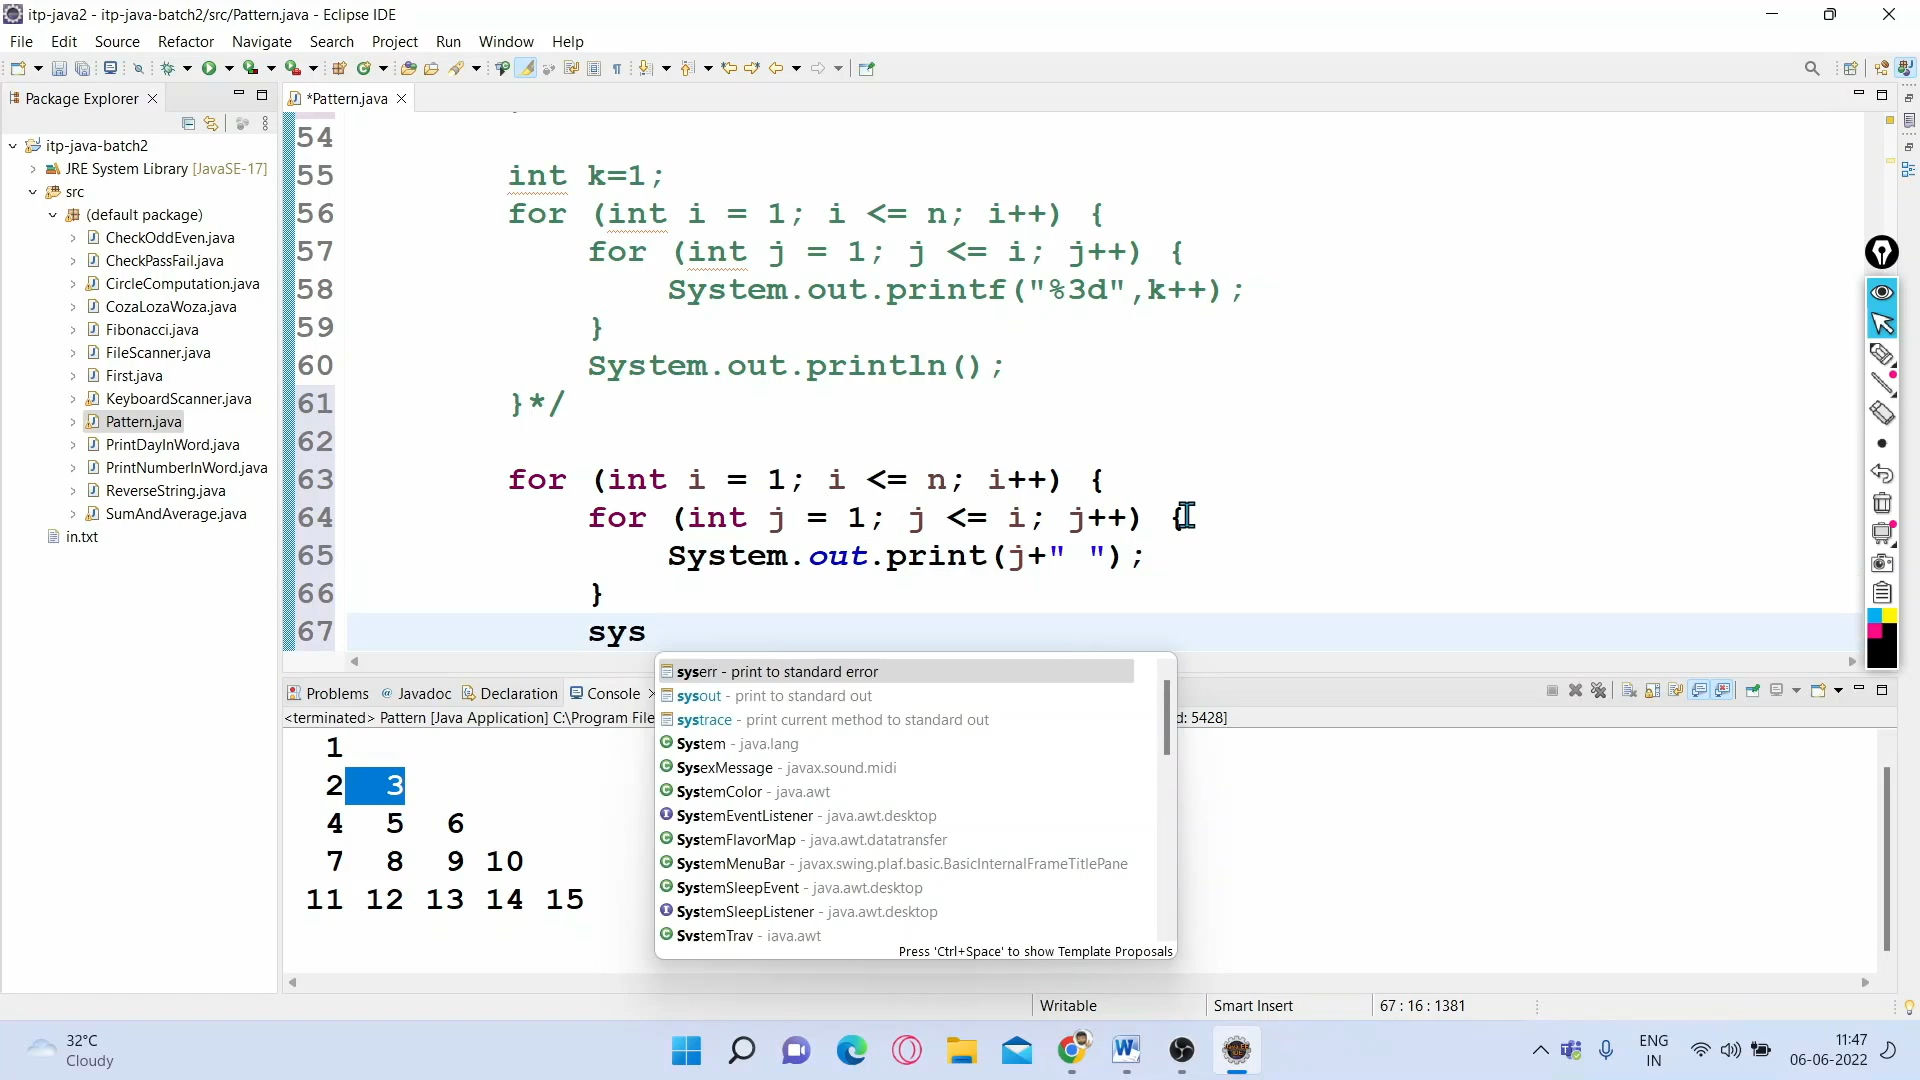 itp-java2 - itp-java-batch2/src/Pattern.java - Eclipse IDE
File Edit Source Refactor Navigate Search Project Run Window Help
Package Explorer
*Pattern.java
itp-java-batch2
JRE System Library [JavaSE-17]
src
(default package)
CheckOddEven.java
CheckPassFail.java
CircleComputation.java
CozaLozaWoza.java
Fibonacci.java
FileScanner.java
First.java
KeyboardScanner.java
Pattern.java
PrintDayInWord.java
PrintNumberInWord.java
ReverseString.java
SumAndAverage.java
in.txt
54
55 int k=1;
56 for (int i = 1; i <= n; i++) {
57 for (int j = 1; j <= i; j++) {
58 System.out.printf("%3d",k++);
59 }
60 System.out.println();
61 }*/
62
63 for (int i = 1; i <= n; i++) {
64 for (int j = 1; j <= i; j++) {
65 System.out.print(j+" ");
66 }
67 sys
syserr - print to standard error
sysout - print to standard out
systrace - print current method to standard out
System - java.lang
SysexMessage - javax.sound.midi
SystemColor - java.awt
SystemEventListener - java.awt.desktop
SystemFlavorMap - java.awt.datatransfer
SystemMenuBar - javax.swing.plaf.basic.BasicInternalFrameTitlePane
SystemSleepEvent - java.awt.desktop
SystemSleepListener - java.awt.desktop
SystemTray - java.awt
Press 'Ctrl+Space' to show Template Proposals
Problems Javadoc Declaration Console
<terminated> Pattern [Java Application] C:\Program File
d: 5428]
1
2 3
4 5 6
7 8 9 10
11 12 13 14 15
Writable Smart Insert 67 : 16 : 1381
32°C
Cloudy
ENG
IN
11:47
06-06-2022